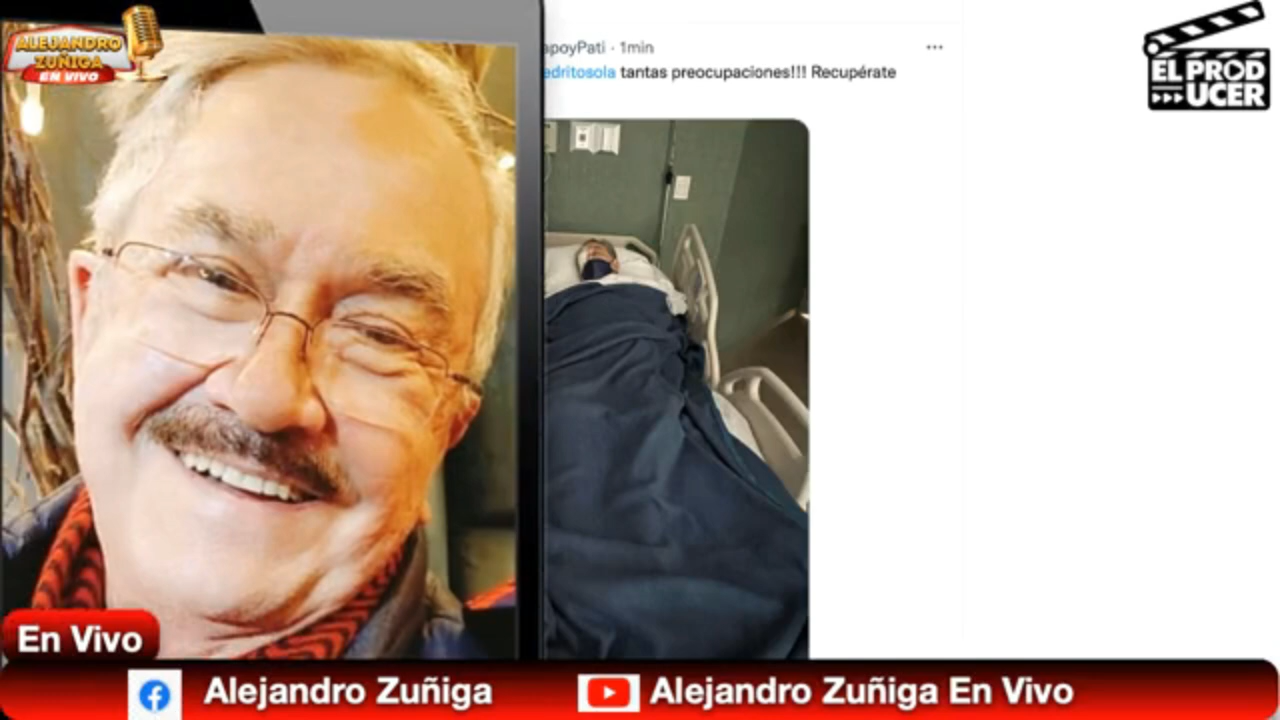 ALEJANDRO
ZUÑIGA
EN VIVO
apoyPati · 1min
edritosola tantas preocupaciones!!! Recupérate
EL PROD
UCER
En Vivo
Alejandro Zuñiga
Alejandro Zuñiga En Vivo